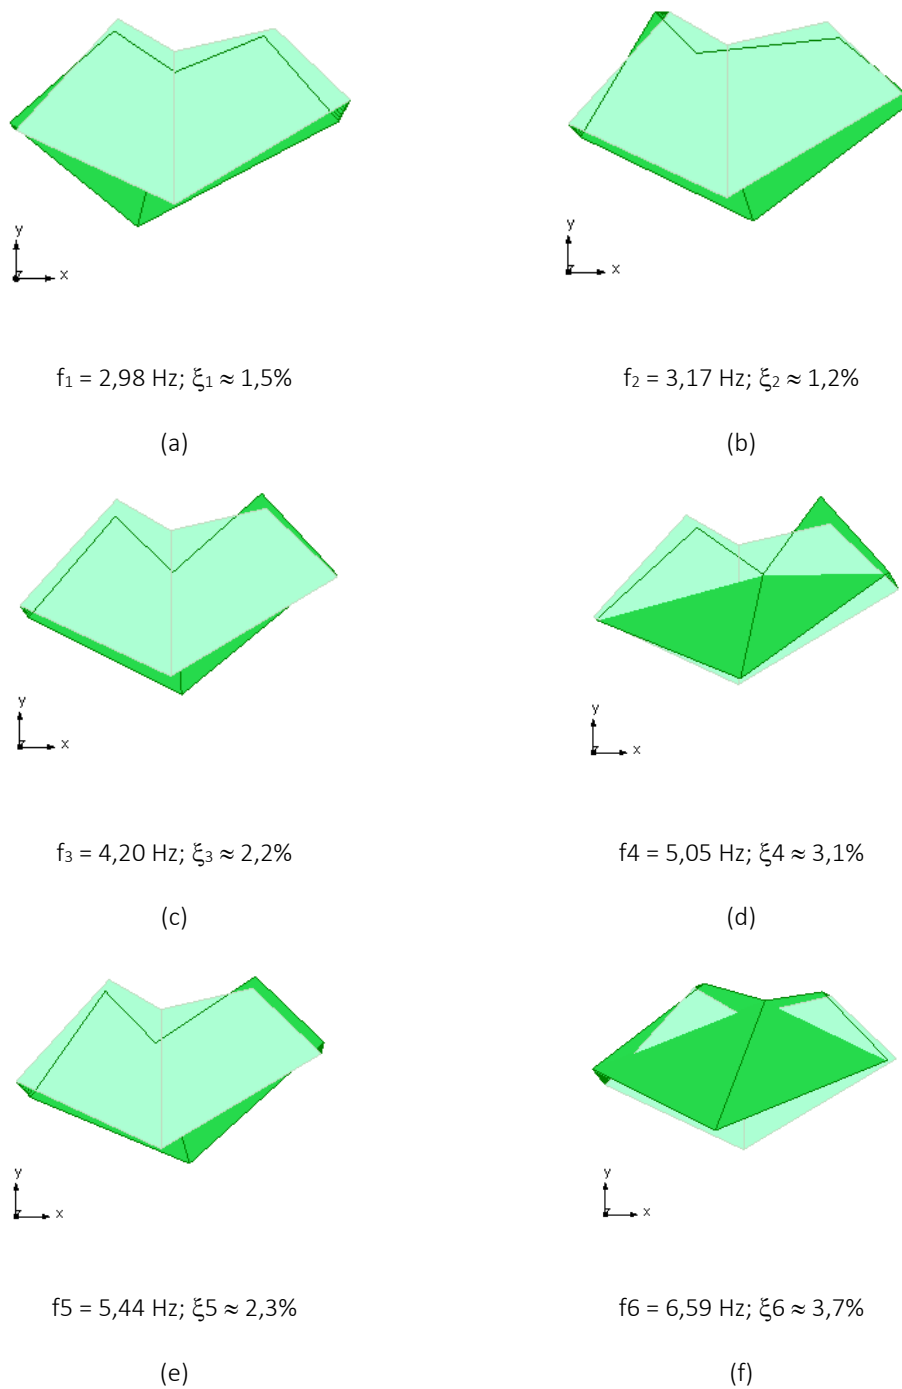 y
x
z
y
x
z
f₁ = 2,98 Hz; ξ₁ ≈ 1,5%
f₂ = 3,17 Hz; ξ₂ ≈ 1,2%
(a)
(b)
y
x
z
y
x
z
f₃ = 4,20 Hz; ξ₃ ≈ 2,2%
f4 = 5,05 Hz; ξ4 ≈ 3,1%
(c)
(d)
y
x
z
y
x
z
f5 = 5,44 Hz; ξ5 ≈ 2,3%
f6 = 6,59 Hz; ξ6 ≈ 3,7%
(e)
(f)